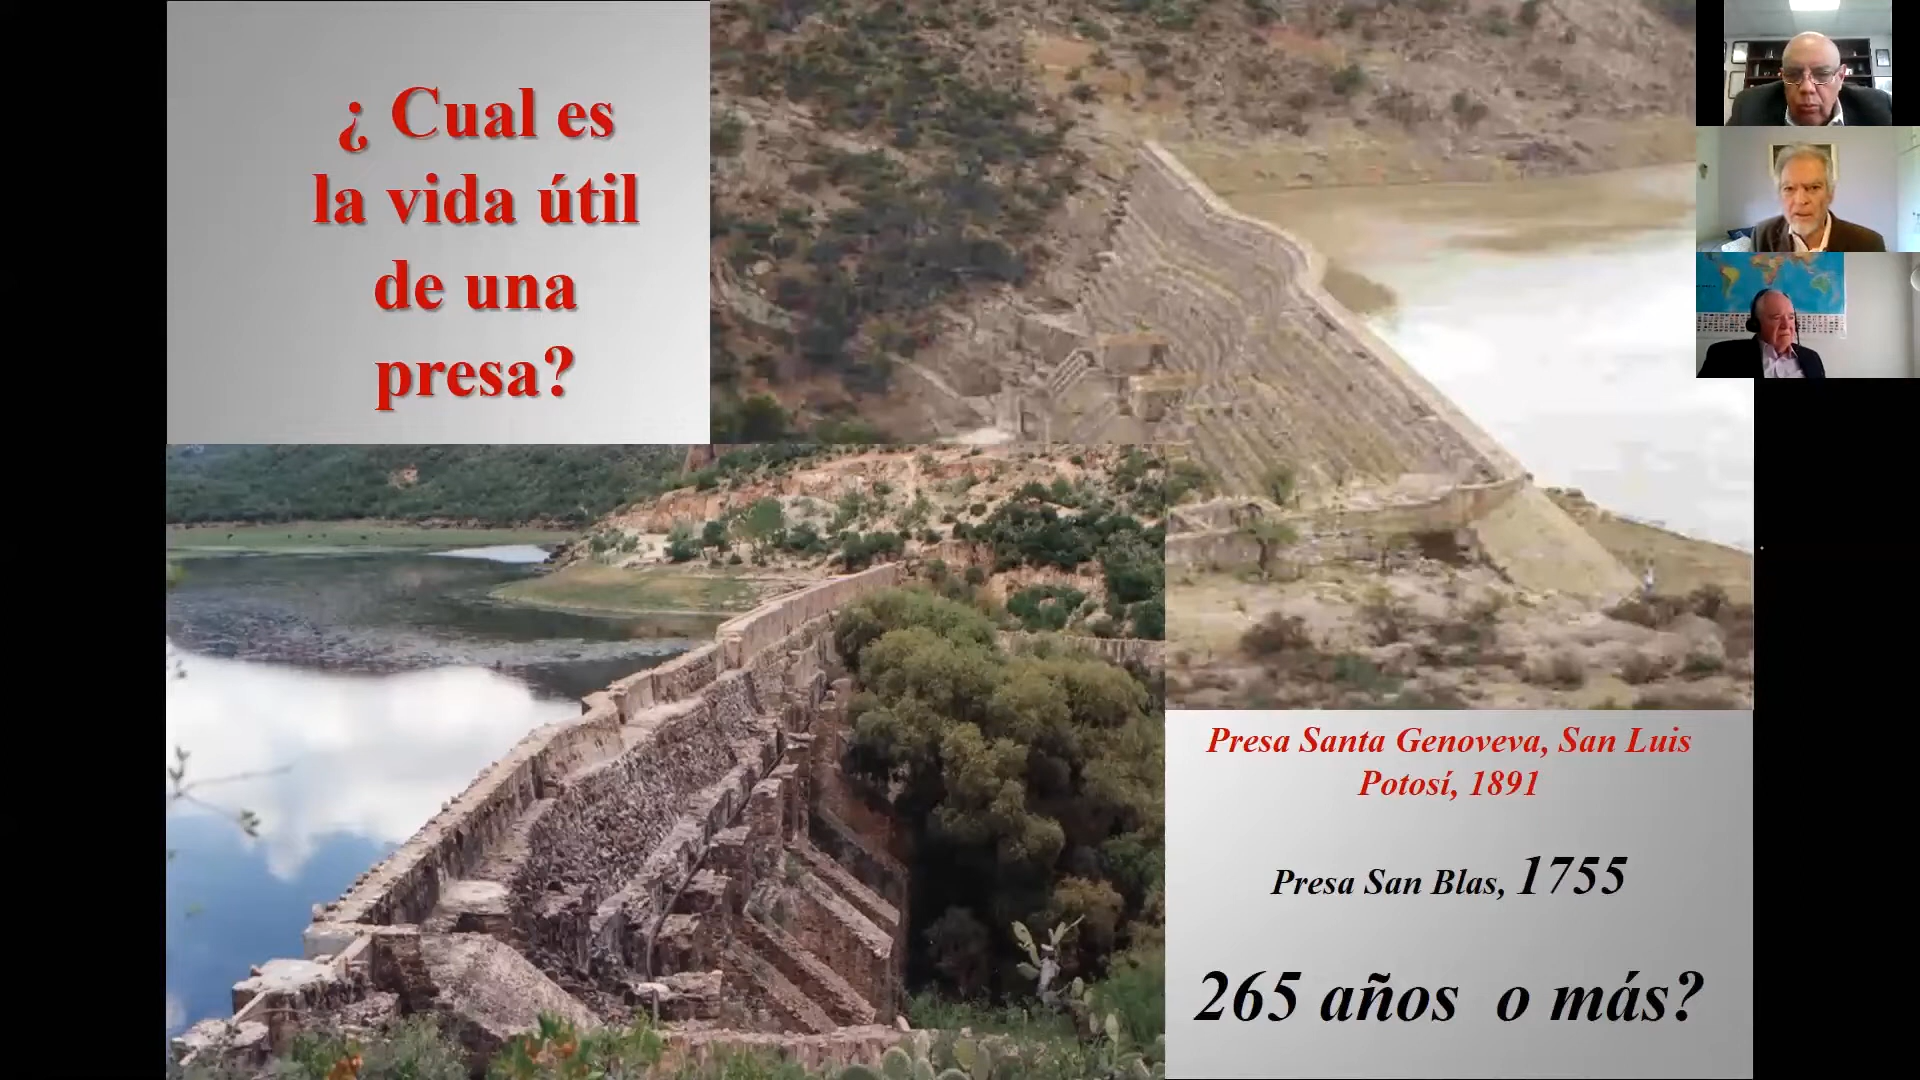 ¿ Cual es
la vida útil
de una
presa?
Presa Santa Genoveva, San Luis
Potosí, 1891
Presa San Blas, 1755
265 años o más?